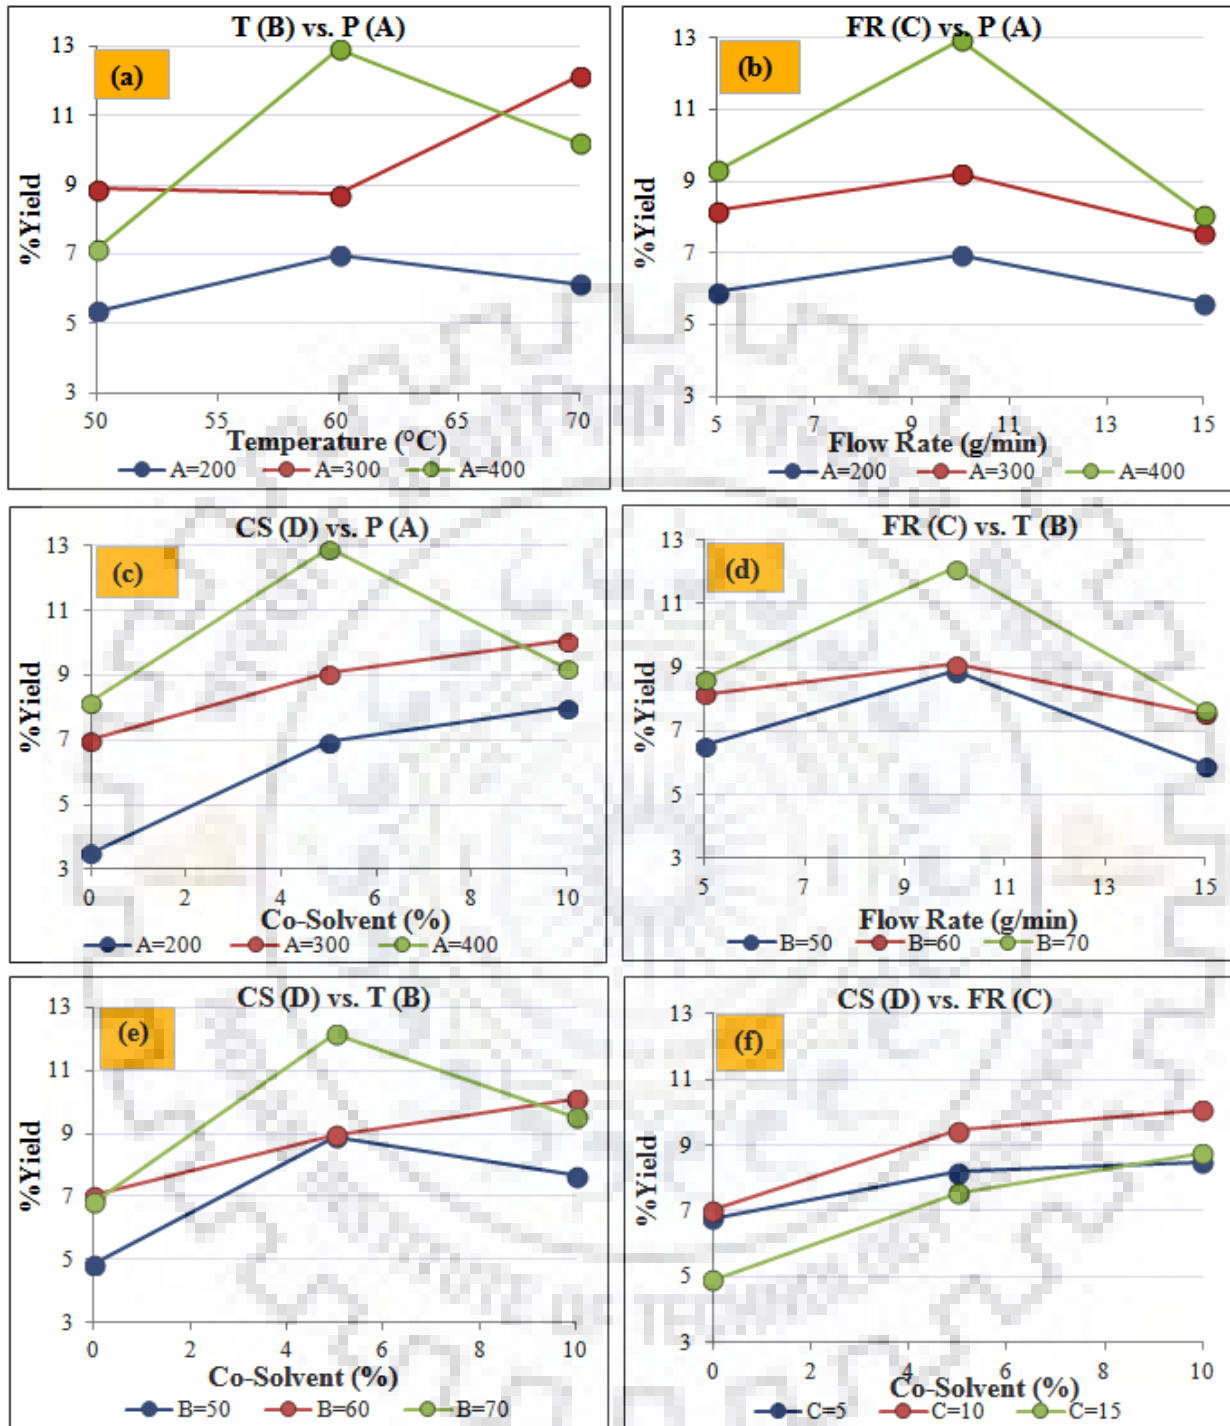 T (B) vs. P (A)
(a)
%Yield
13
11
9
7
5
3
50
55
60
65
70
Temperature (°C)
A=200
A=300
A=400
FR (C) vs. P (A)
(b)
%Yield
13
11
9
7
5
3
5
7
9
11
13
15
Flow Rate (g/min)
A=200
A=300
A=400
CS (D) vs. P (A)
(c)
%Yield
13
11
9
7
5
3
0
2
4
6
8
10
Co-Solvent (%)
A=200
A=300
A=400
FR (C) vs. T (B)
(d)
%Yield
13
11
9
7
5
3
5
7
9
11
13
15
Flow Rate (g/min)
B=50
B=60
B=70
CS (D) vs. T (B)
(e)
%Yield
13
11
9
7
5
3
0
2
4
6
8
10
Co-Solvent (%)
B=50
B=60
B=70
CS (D) vs. FR (C)
(f)
%Yield
13
11
9
7
5
3
0
2
4
6
8
10
Co-Solvent (%)
C=5
C=10
C=15